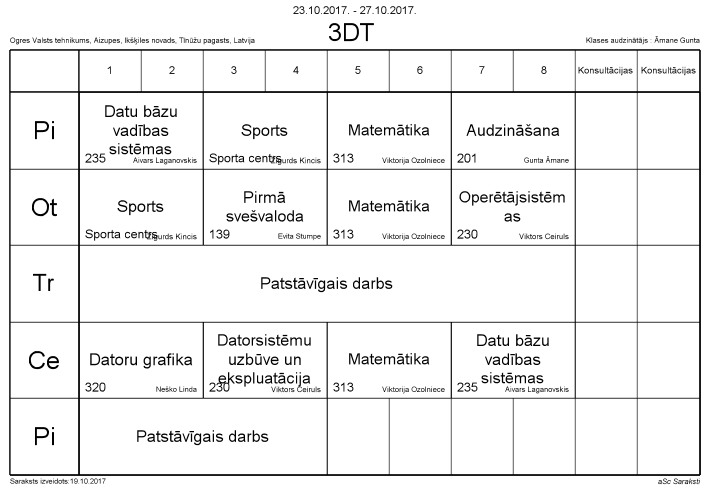 23.10.2017. - 27.10.2017.
Ogres Valsts tehnikums, Aizupes, Ikšķiles novads, Tīnūžu pagasts, Latvija
3DT
Klases audzinātājs : Āmane Gunta
1 2 3 4 5 6 7 8 Konsultācijas Konsultācijas
Pi
Datu bāzu
vadības
sistēmas
235 Aivars Laganovskis
Sports
Sporta centrs Zigurds Kincis
Matemātika
313 Viktorija Ozolniece
Audzināšana
201 Gunta Āmane
Ot
Sports
Sporta centrs Zigurds Kincis
Pirmā
svešvaloda
139 Evita Stumpe
Matemātika
313 Viktorija Ozolniece
Operētājsistēm
as
230 Viktors Ceiruls
Tr
Patstāvīgais darbs
Ce
Datoru grafika
320 Neško Linda
Datorsistēmu
uzbūve un
ekspluatācija
230 Viktors Ceiruls
Matemātika
313 Viktorija Ozolniece
Datu bāzu
vadības
sistēmas
235 Aivars Laganovskis
Pi
Patstāvīgais darbs
Saraksts izveidots:19.10.2017
aSc Saraksti